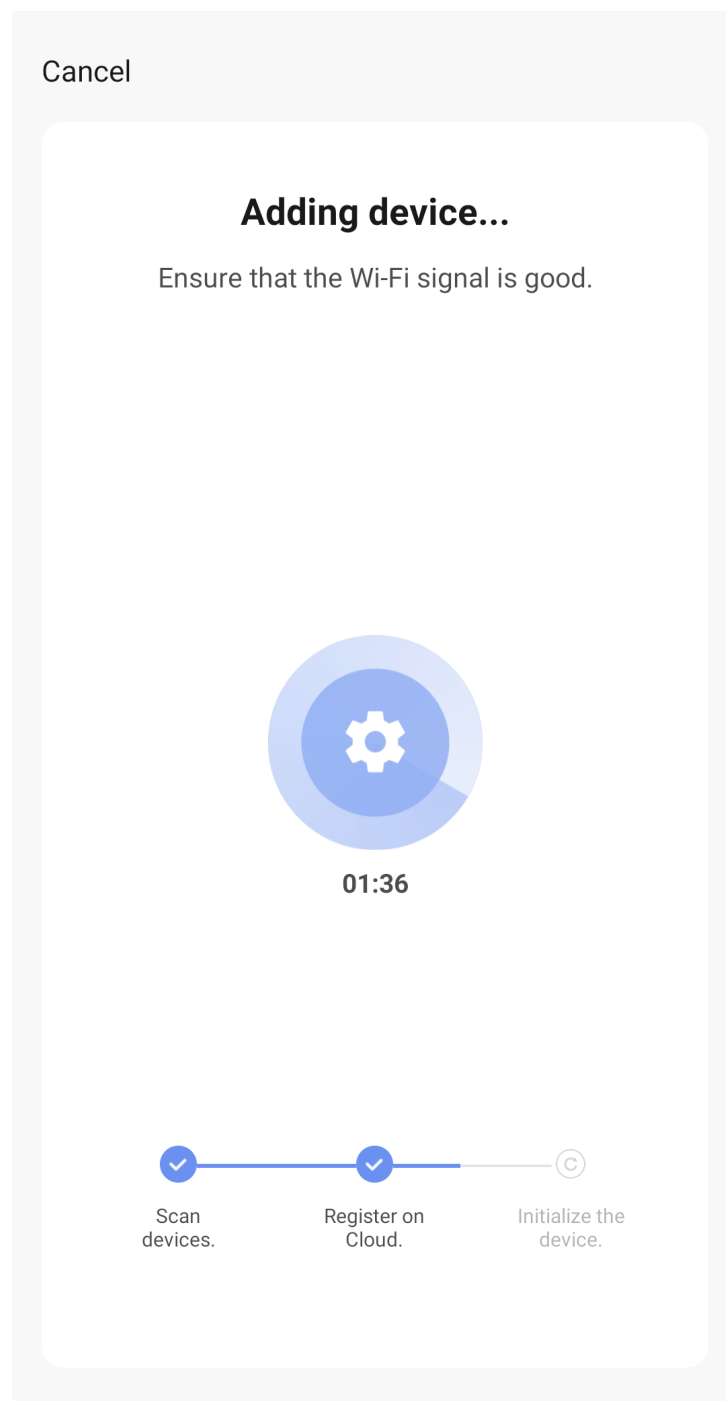 Cancel
Adding device...
Ensure that the Wi-Fi signal is good.
01:36
Scan
devices.
Register on
Cloud.
Initialize the
device.